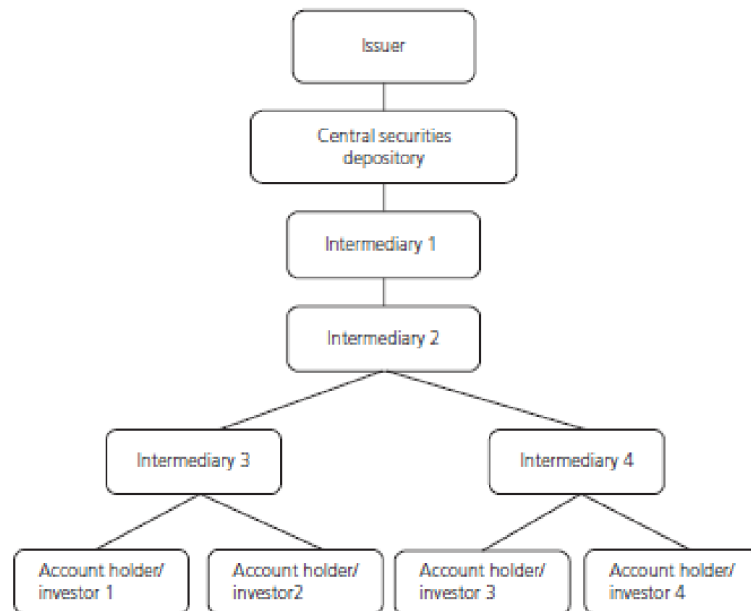 Issuer
Central securities
depository
Intermediary 1
Intermediary 2
Intermediary 3
Intermediary 4
Account holder/
investor 1
Account holder/
investor2
Account holder/
investor 3
Account holder/
investor 4